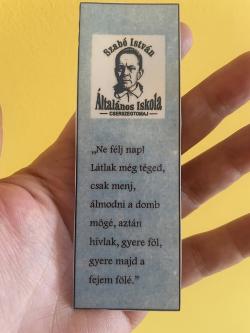 Szabó István
Általános Iskola
CSERSZEGTOMAJ
„Ne félj nap!
Látlak még téged,
csak menj,
álmodni a domb
mögé, aztán
hívlak, gyere föl,
gyere majd a
fejem fölé.”